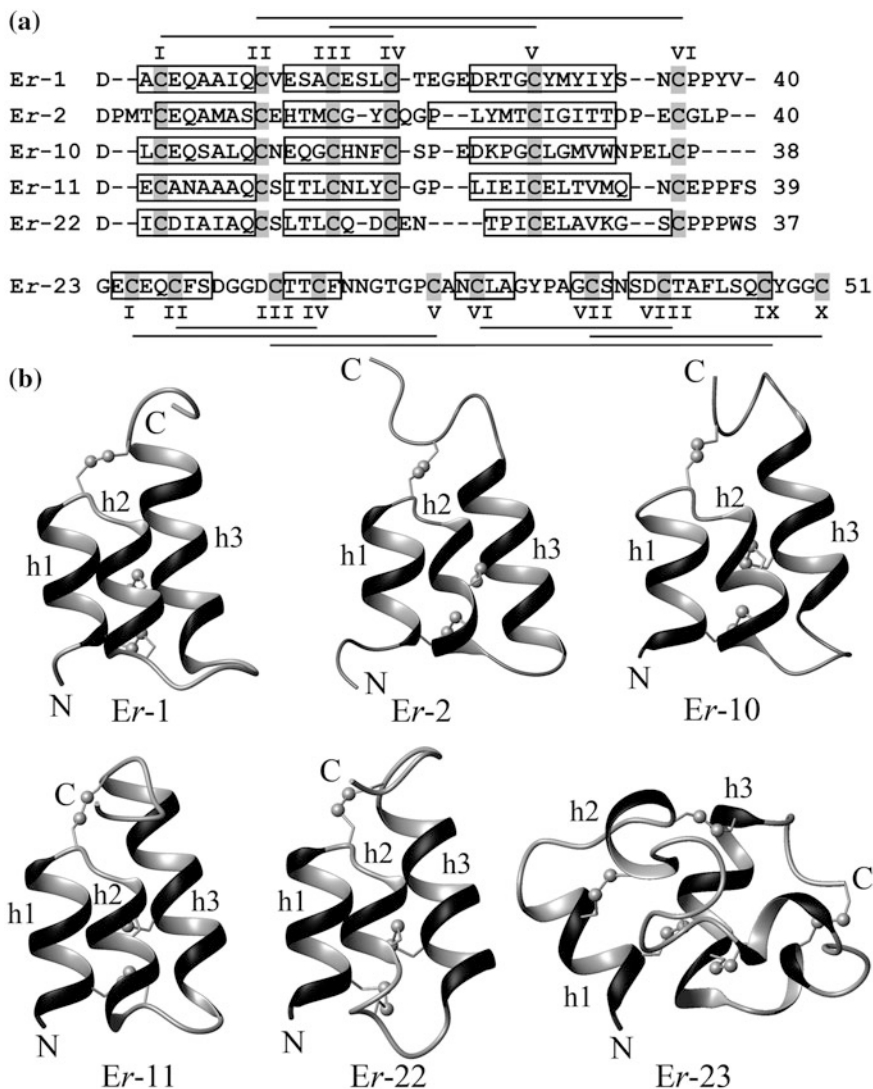 (a)
I II III IV V VI
Er-1 D--ACEQAAIQCVESACESLC-TEGEDRTGCYMYIYS--NCPPYV- 40
Er-2 DPMTCEQAMASCEHTMCG-YCQGP--LYMTCIGITTDP-ECGLP- 40
Er-10 D--LCEQSALQCNEQGCHNFC-SP-EDKPGCLGMVWNPELCP---- 38
Er-11 D--ECANAAAQCSITLCNLYC-GP--LIEICELTVMQ--NCEPPFS 39
Er-22 D--ICDIAIAQCSLTLCQ-DCEN----TPICELAVKG--SCPPPWS 37
Er-23 GECEQCFSDGGDCTTCFNNGTGPCANCLAGYPAGCSNSDCTAFLSQCYGGC 51
I II III IV V VI VII VIII IX X
(b)
C h2 h1 h3 N Er-1
C h2 h1 h3 N Er-2
C h2 h1 h3 N Er-10
C h2 h1 h3 N Er-11
C h2 h1 h3 N Er-22
h2 h3 C h1 N Er-23